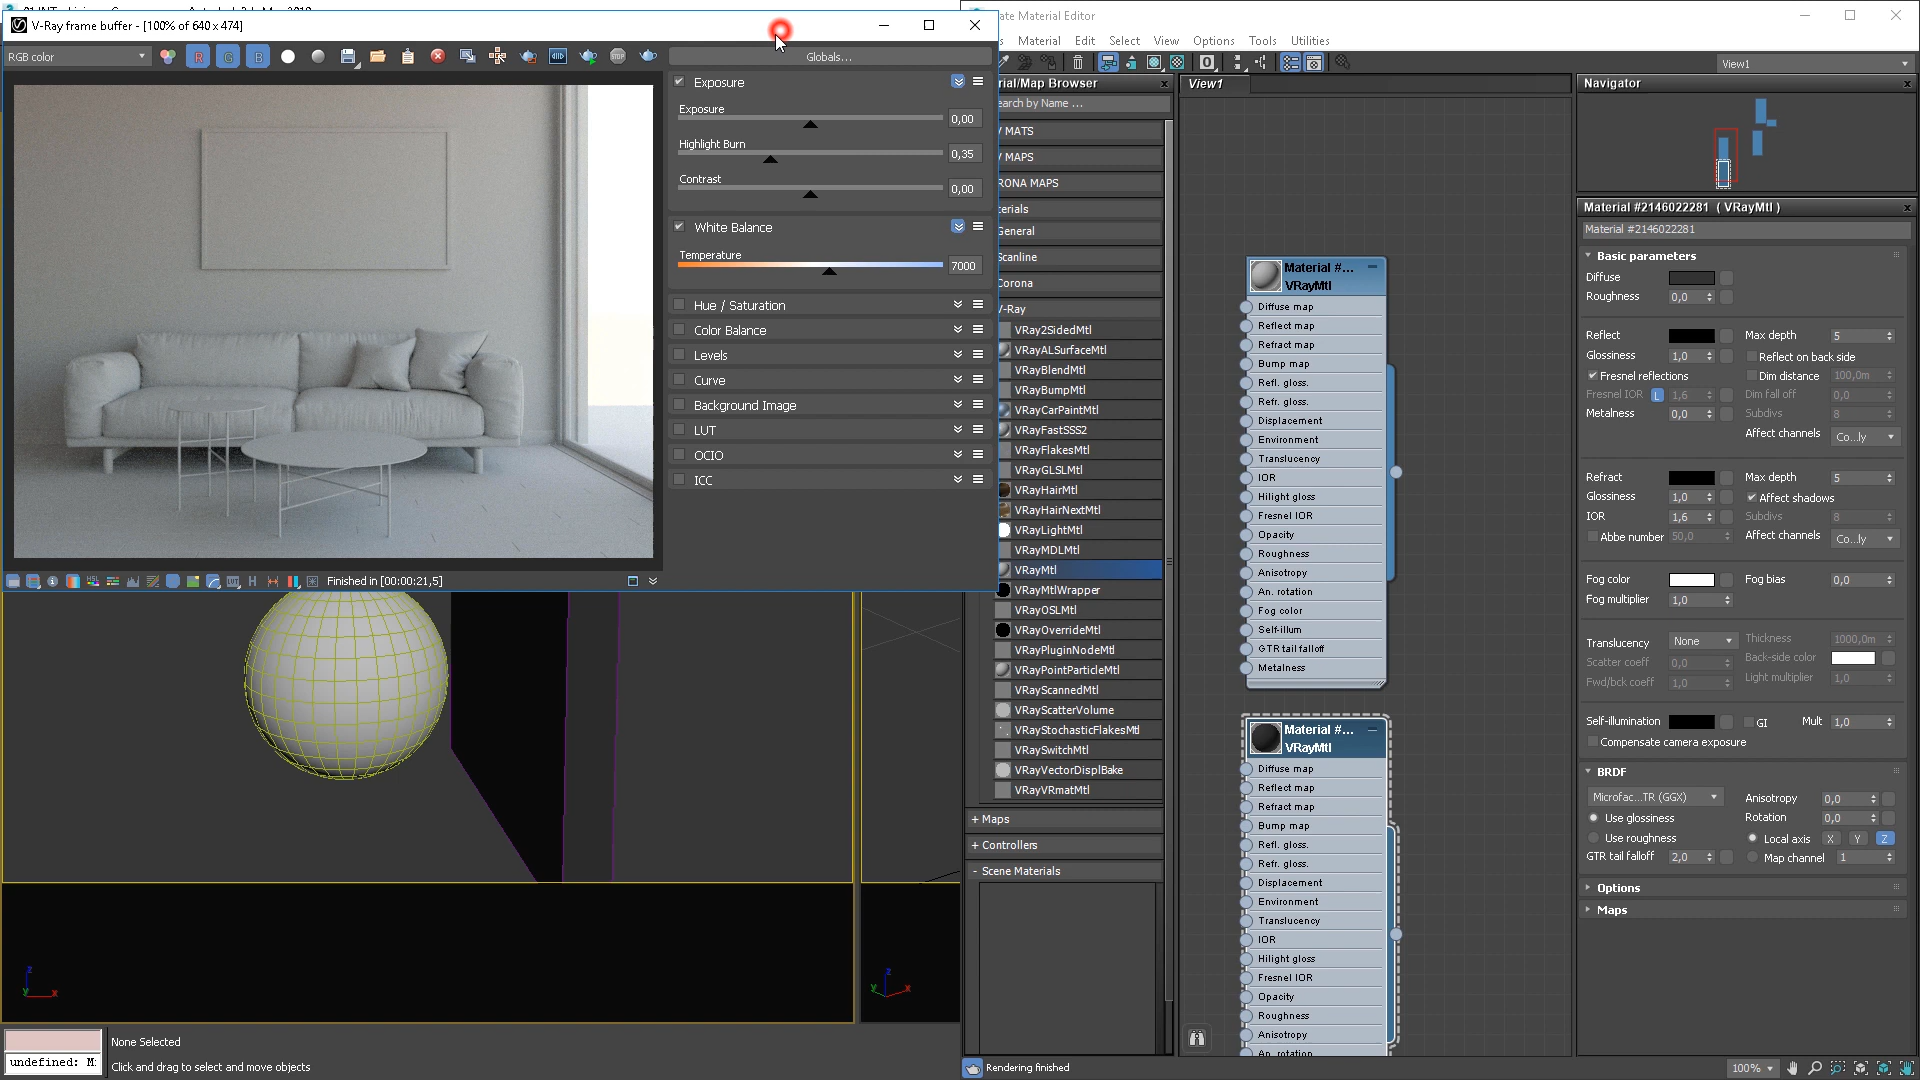 V-Ray frame buffer - [100% of 640 x 474]
RGB color
R
G
B
STOP
Globals...
Exposure
Exposure
0,00
Highlight Burn
0,35
Contrast
0,00
White Balance
Temperature
7000
Hue / Saturation
Color Balance
Levels
Curve
Background Image
LUT
OCIO
ICC
HSL
H
Finished in [00:00:21,5]
z
y
x
z
y
x
None Selected
undefined: M
Click and drag to select and move objects
Material Editor
Material
Edit
Select
View
Options
Tools
Utilities
0
View1
Map Browser
Search by Name ...
MATS
MAPS
General
Scanline
Corona
V-Ray
VRay2SidedMtl
VRayALSurfaceMtl
VRayBlendMtl
VRayBumpMtl
VRayCarPaintMtl
VRayFastSSS2
VRayFlakesMtl
VRayGLSLMtl
VRayHairMtl
VRayHairNextMtl
VRayLightMtl
VRayMDLMtl
VRayMtl
VRayMtlWrapper
VRayOSLMtl
VRayOverrideMtl
VRayPluginNodeMtl
VRayPointParticleMtl
VRayScannedMtl
VRayScatterVolume
VRayStochasticFlakesMtl
VRaySwitchMtl
VRayVectorDisplBake
VRayVRmatMtl
+ Maps
+ Controllers
- Scene Materials
Rendering finished
View1
Material #...
VRayMtl
Diffuse map
Reflect map
Refract map
Bump map
Refl. gloss.
Refr. gloss.
Displacement
Environment
Translucency
IOR
Hilight gloss
Fresnel IOR
Opacity
Roughness
Anisotropy
An. rotation
Fog color
Self-illum
GTR tail falloff
Metalness
Material #...
VRayMtl
Diffuse map
Reflect map
Refract map
Bump map
Refl. gloss.
Refr. gloss.
Displacement
Environment
Translucency
IOR
Hilight gloss
Fresnel IOR
Opacity
Roughness
Anisotropy
An. rotation
Navigator
Material #2146022281 ( VRayMtl )
Material #2146022281
Basic parameters
Diffuse
Roughness 0,0
Reflect Max depth 5
Glossiness 1,0 Reflect on back side
Fresnel reflections Dim distance 100,0m
Fresnel IOR L 1,6 Dim fall off 0,0
Metalness 0,0 Subdivs 8
Affect channels Co...ly
Refract Max depth 5
Glossiness 1,0 Affect shadows
IOR 1,6 Subdivs 8
Abbe number 50,0 Affect channels Co...ly
Fog color Fog bias 0,0
Fog multiplier 1,0
Translucency None Thickness 1000,0m
Scatter coeff 0,0 Back-side color
Fwd/bck coeff 1,0 Light multiplier 1,0
Self-illumination GI Mult 1,0
Compensate camera exposure
BRDF
Microfac...TR (GGX) Anisotropy 0,0
Use glossiness Rotation 0,0
Use roughness Local axis X Y Z
GTR tail falloff 2,0 Map channel 1
Options
Maps
100%